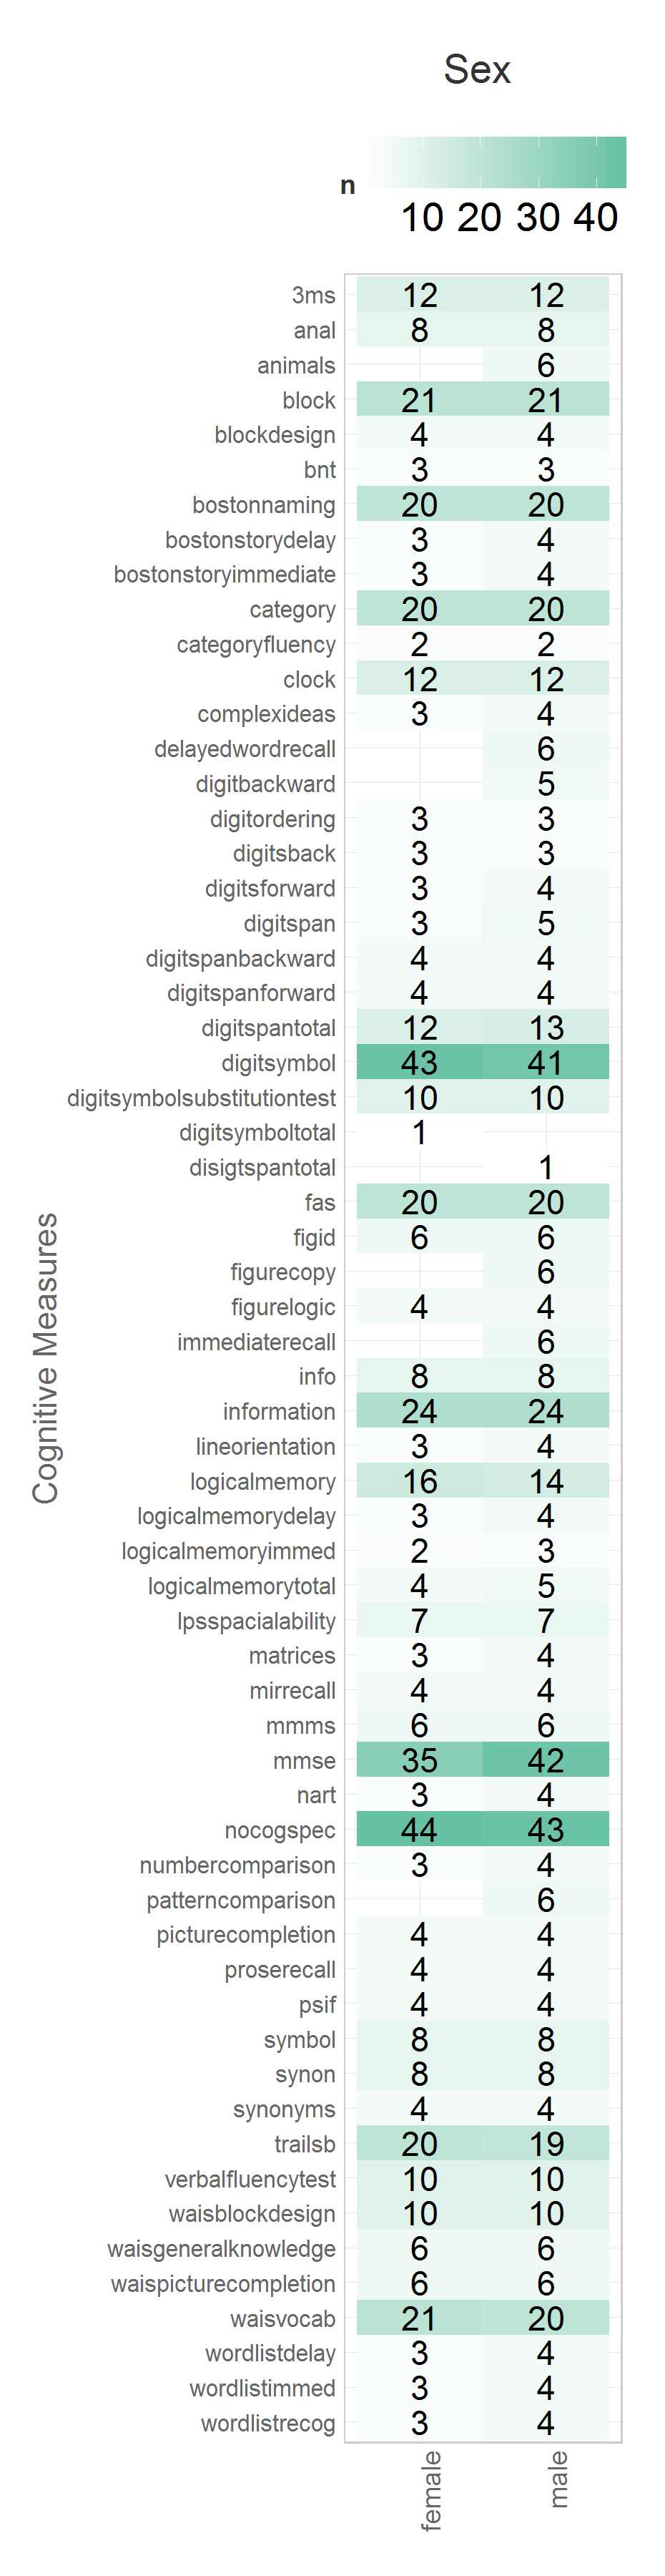 Sex
n
10 20 30 40
3ms 12 12
anal 8 8
animals 6
block 21 21
blockdesign 4 4
bnt 3 3
bostonnaming 20 20
bostonstorydelay 3 4
bostonstoryimmediate 3 4
category 20 20
categoryfluency 2 2
clock 12 12
complexideas 3 4
delayedwordrecall 6
digitbackward 5
digitordering 3 3
digitsback 3 3
digitsforward 3 4
digitspan 3 5
digitspanbackward 4 4
digitspanforward 4 4
digitspantotal 12 13
digitsymbol 43 41
digitsymbolsubstitutiontest 10 10
digitsymboltotal 1
disigtspantotal 1
fas 20 20
figid 6 6
figurecopy 6
figurelogic 4 4
immediaterecall 6
info 8 8
information 24 24
lineorientation 3 4
logicalmemory 16 14
logicalmemorydelay 3 4
logicalmemoryimmed 2 3
logicalmemorytotal 4 5
lpsspacialability 7 7
matrices 3 4
mirrecall 4 4
mmms 6 6
mmse 35 42
nart 3 4
nocogspec 44 43
numbercomparison 3 4
patterncomparison 6
picturecompletion 4 4
proserecall 4 4
psif 4 4
symbol 8 8
synon 8 8
synonyms 4 4
trailsb 20 19
verbalfluencytest 10 10
waisblockdesign 10 10
waisgeneralknowledge 6 6
waispicturecompletion 6 6
waisvocab 21 20
wordlistdelay 3 4
wordlistimmed 3 4
wordlistrecog 3 4
female male
Cognitive Measures